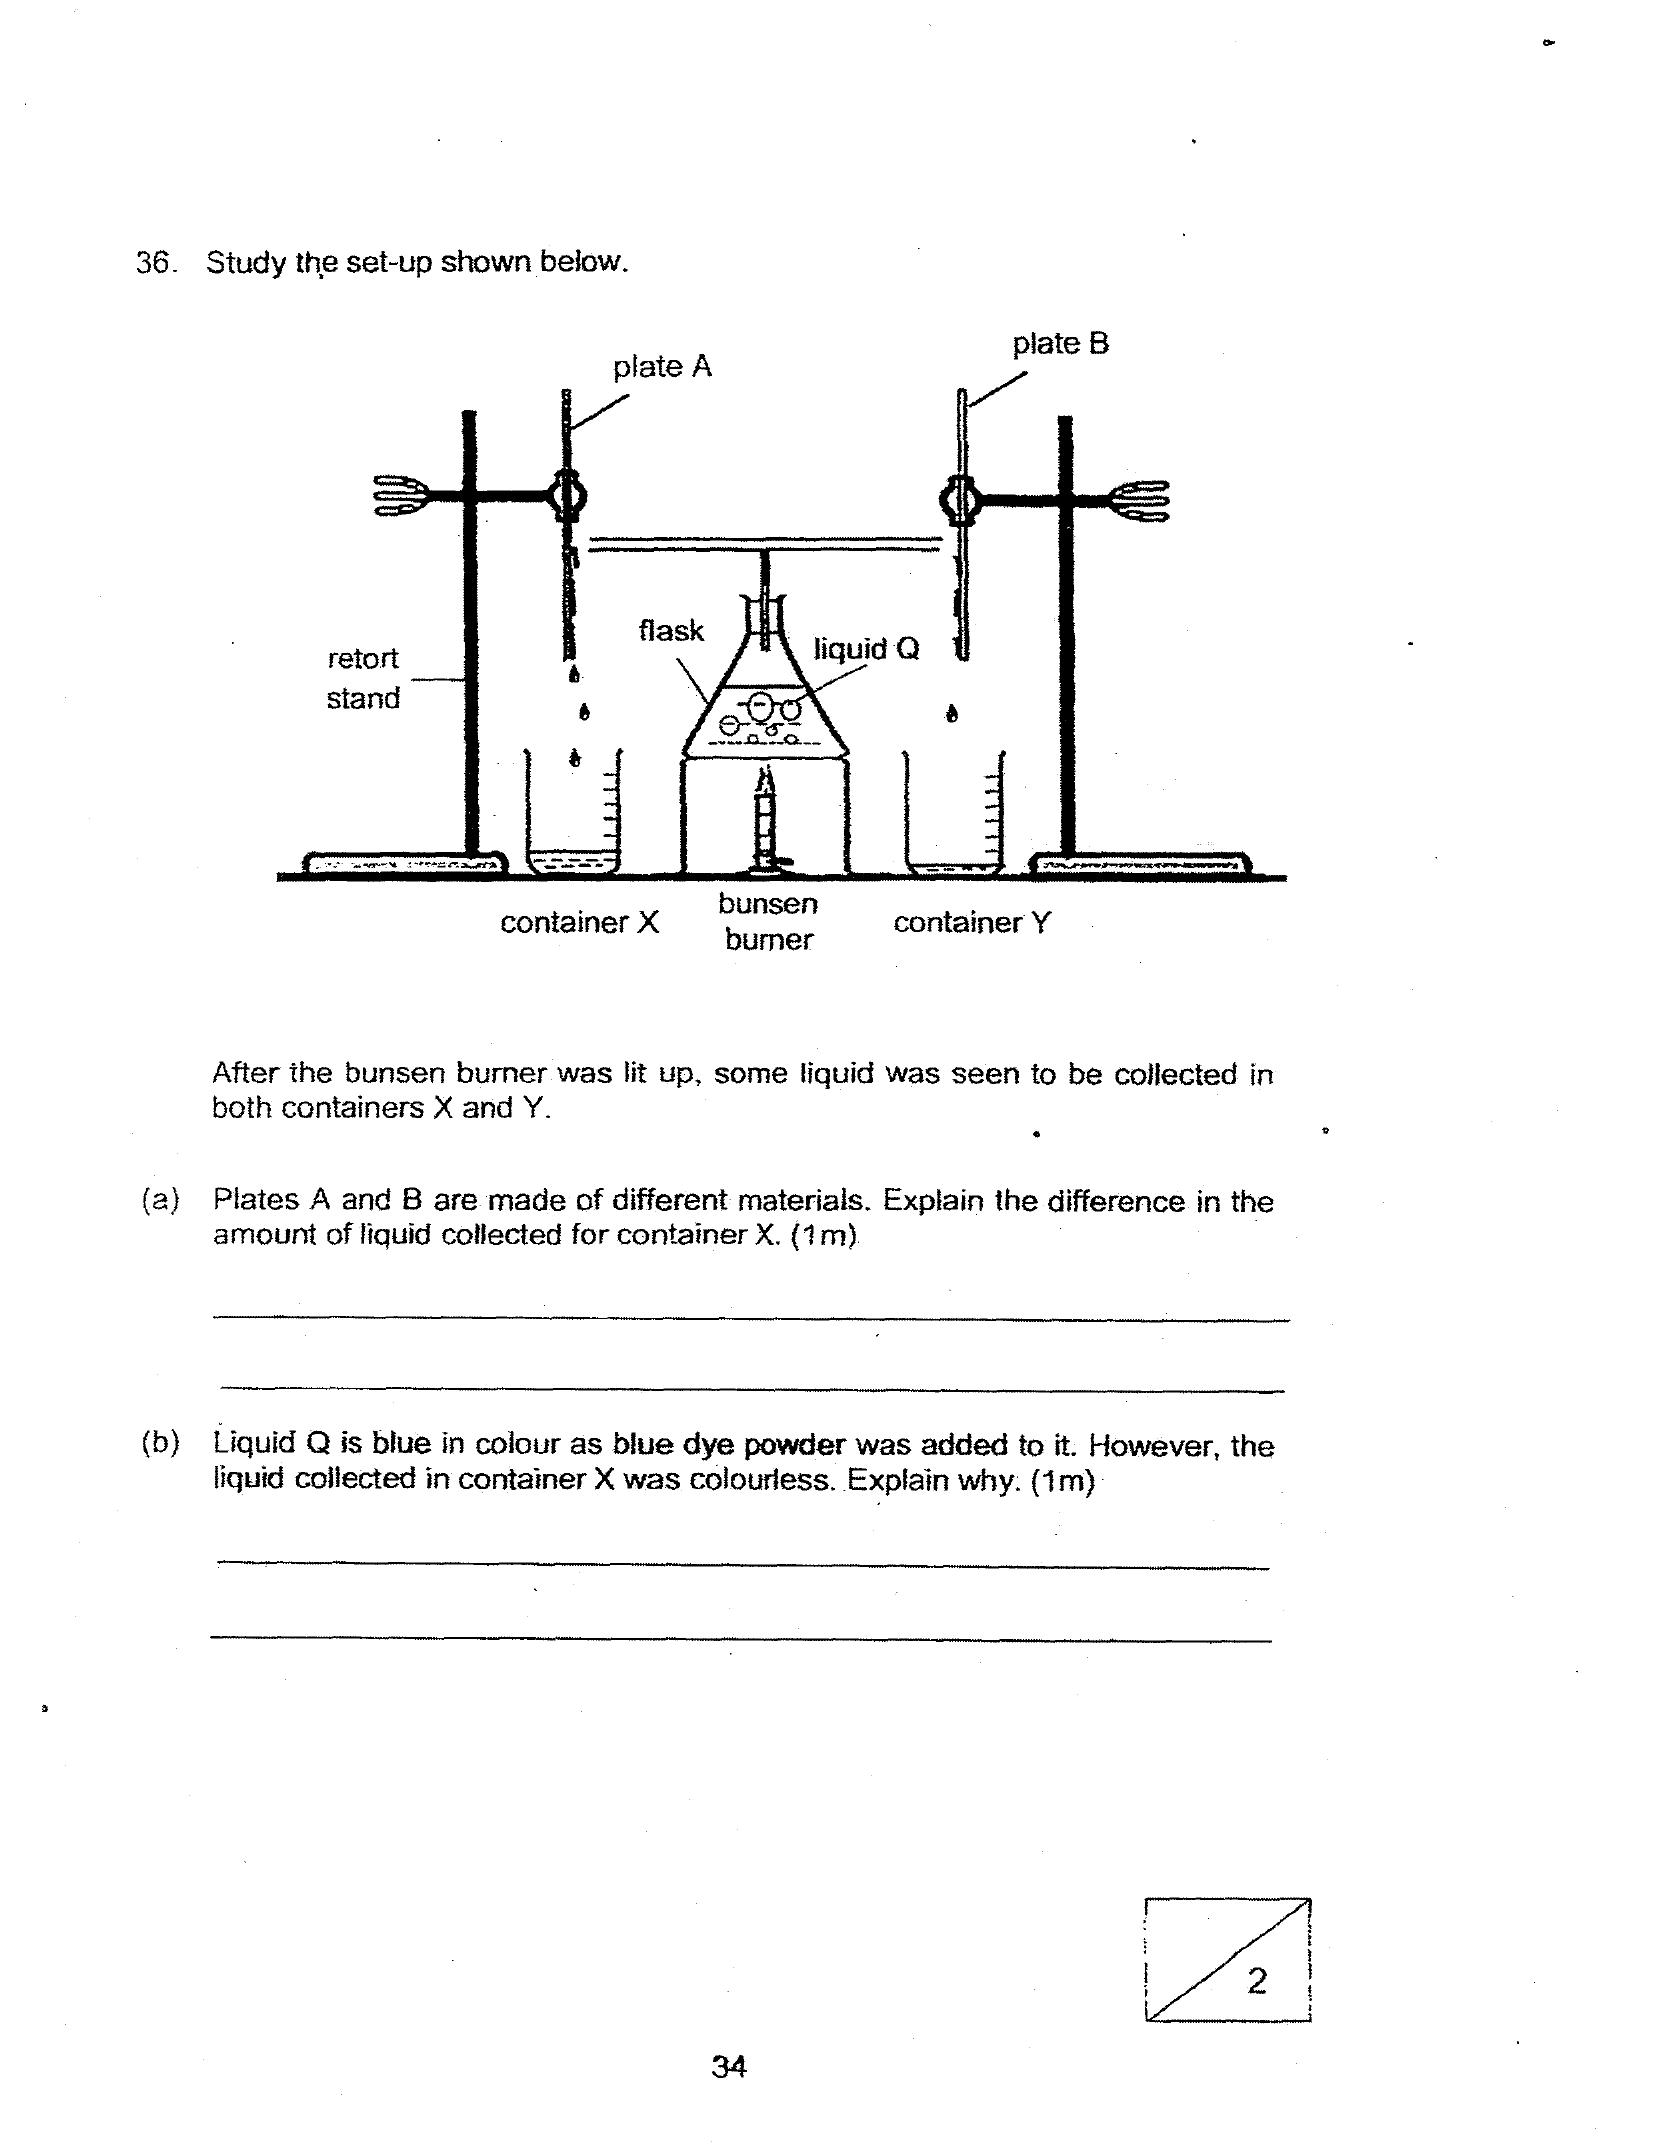 36. Study the set-up shown below.
plate B
plate A
flask
liquid Q
retort
stand
container X
bunsen
burner
container Y
After the bunsen burner was lit up, some liquid was seen to be collected in
both containers X and Y.
(a) Plates A and B are made of different materials. Explain the difference in the
amount of liquid collected for container X. (1m)
(b) Liquid Q is blue in colour as blue dye powder was added to it. However, the
liquid collected in container X was colourless. Explain why. (1m)
2
34